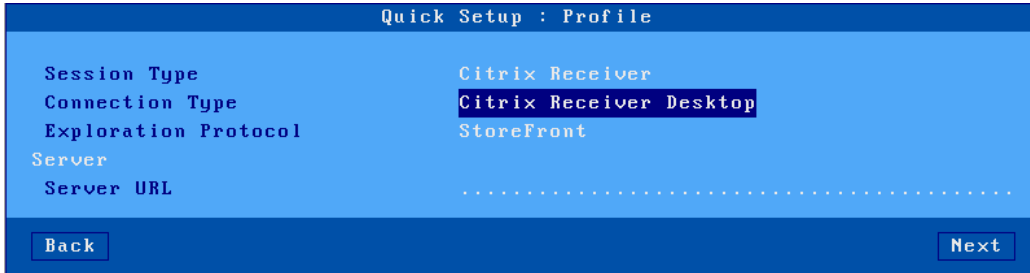 Quick Setup : Profile
Session Type Citrix Receiver
Connection Type Citrix Receiver Desktop
Exploration Protocol StoreFront
Server
Server URL ...........................................
Back Next